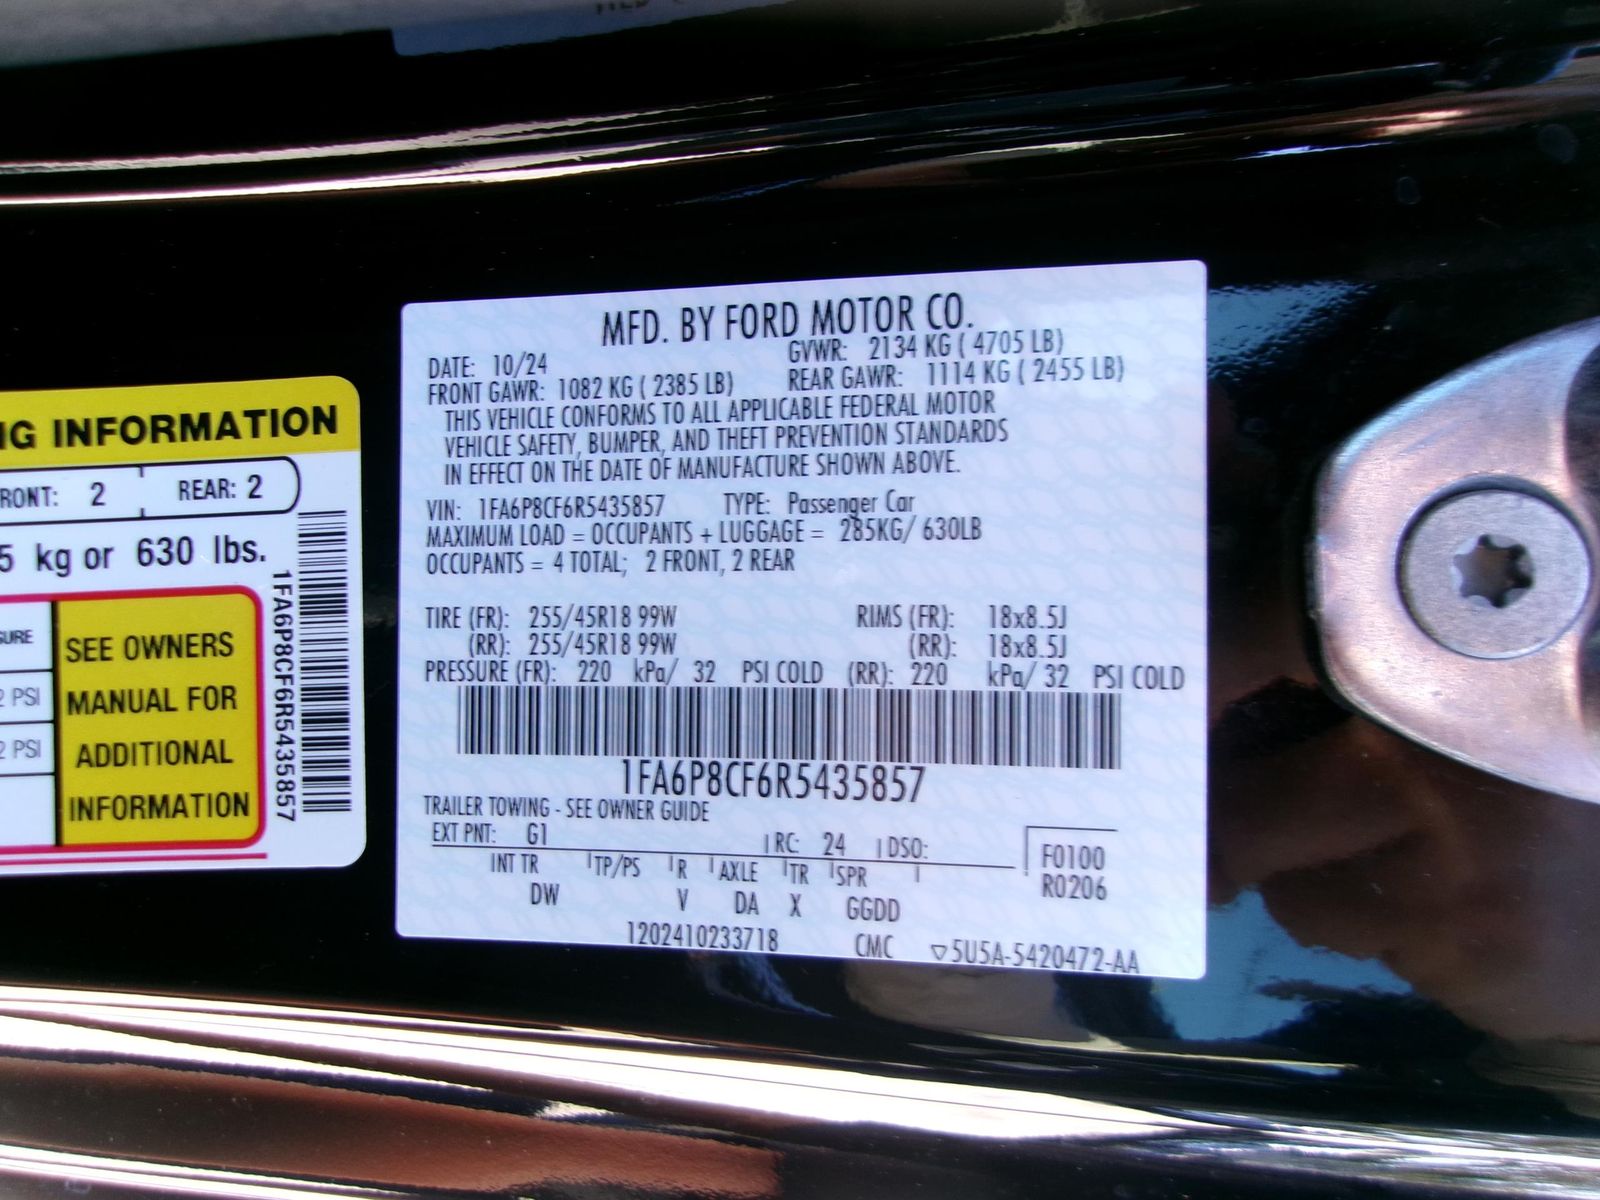 NG INFORMATION
RONT: 2 REAR: 2
5 kg or 630 lbs.
SURE
2 PSI
2 PSI
SEE OWNERS
MANUAL FOR
ADDITIONAL
INFORMATION
1FA6P8CF6R5435857
MFD. BY FORD MOTOR CO.
DATE: 10/24 GVWR: 2134 KG ( 4705 LB)
FRONT GAWR: 1082 KG ( 2385 LB) REAR GAWR: 1114 KG ( 2455 LB)
THIS VEHICLE CONFORMS TO ALL APPLICABLE FEDERAL MOTOR
VEHICLE SAFETY, BUMPER, AND THEFT PREVENTION STANDARDS
IN EFFECT ON THE DATE OF MANUFACTURE SHOWN ABOVE.
VIN: 1FA6P8CF6R5435857 TYPE: Passenger Car
MAXIMUM LOAD = OCCUPANTS + LUGGAGE = 285KG/ 630LB
OCCUPANTS = 4 TOTAL; 2 FRONT, 2 REAR
TIRE (FR): 255/45R18 99W RIMS (FR): 18x8.5J
(RR): 255/45R18 99W (RR): 18x8.5J
PRESSURE (FR): 220 kPa/ 32 PSI COLD (RR): 220 kPa/ 32 PSI COLD
1FA6P8CF6R5435857
TRAILER TOWING - SEE OWNER GUIDE
EXT PNT: G1 RC: 24 DSO:
F0100
R0206
INT TR TP/PS R AXLE TR SPR
DW V DA X GGDD
1202410233718 CMC ▽5U5A-5420472-AA